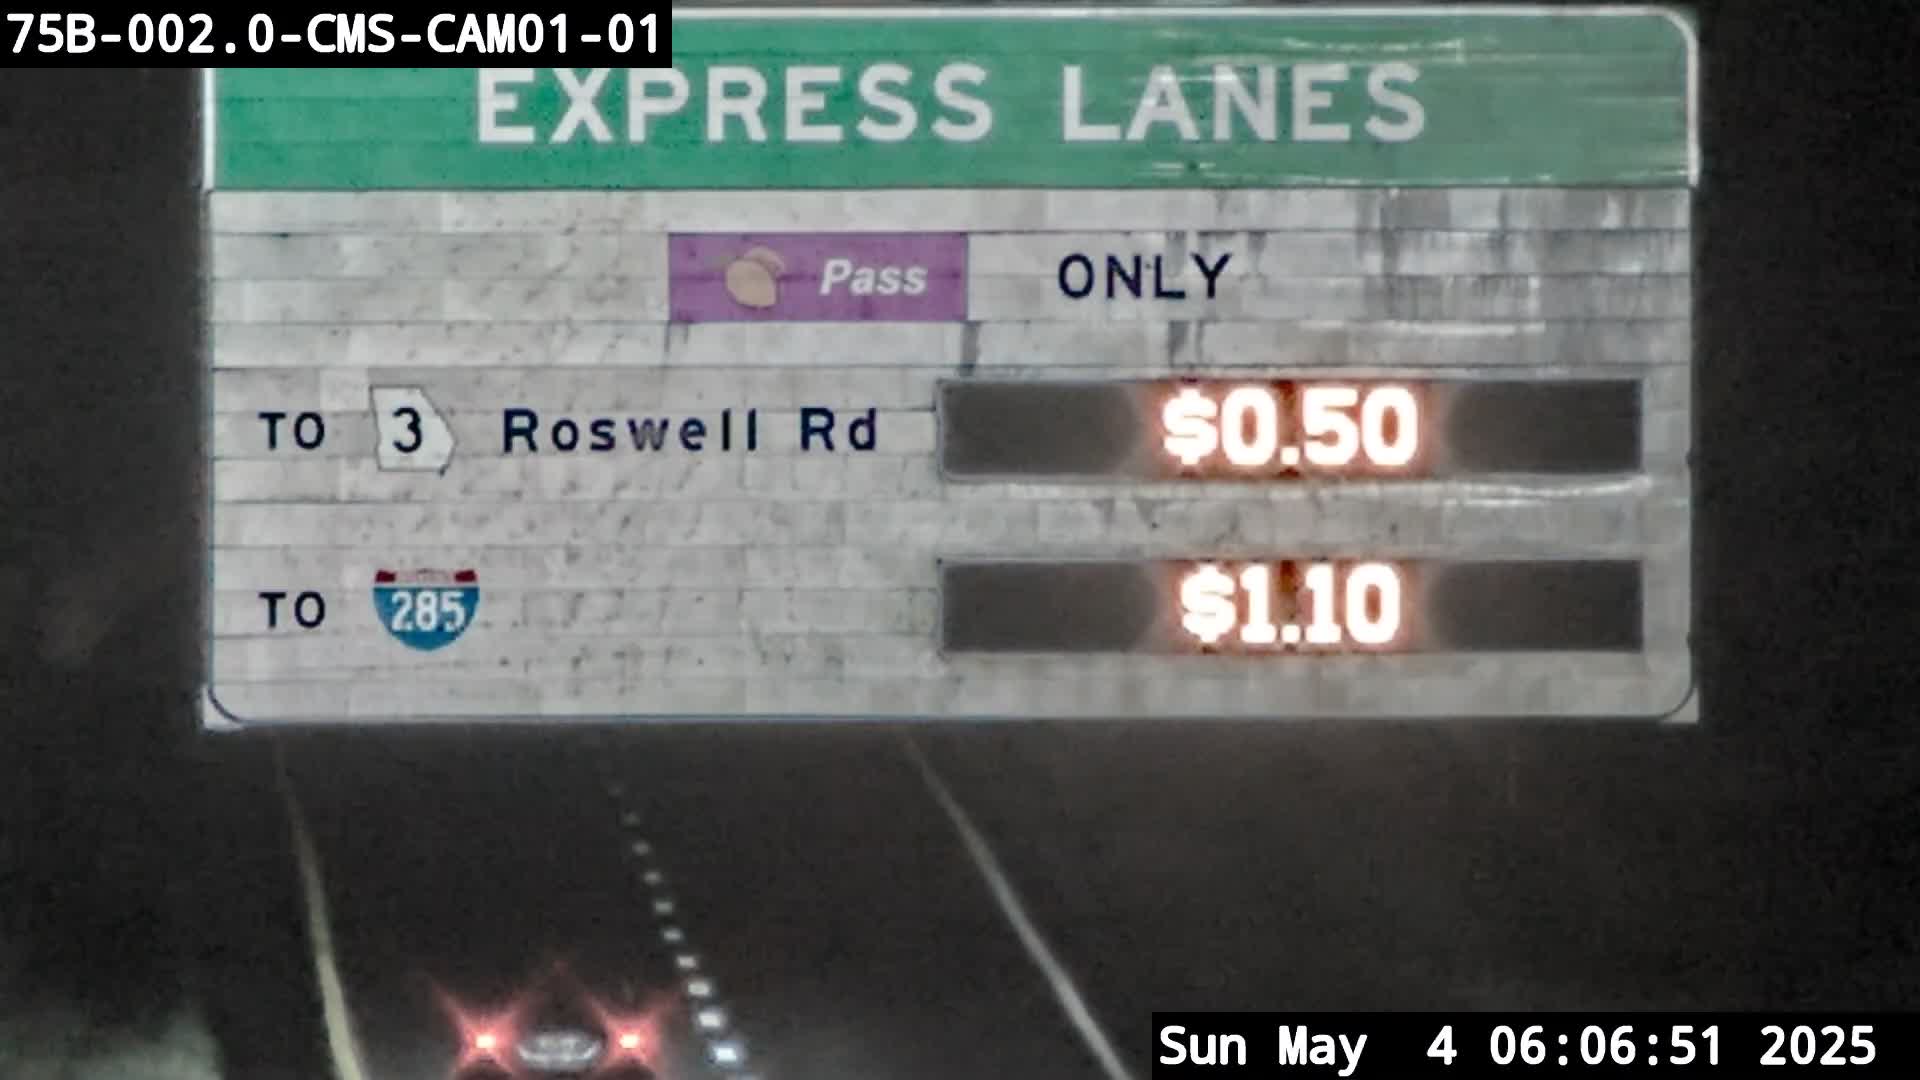 75B-002.0-CMS-CAM01-01
EXPRESS LANES
Pass ONLY
TO 3 Roswell Rd $0.50
TO 285 $1.10
Sun May 4 06:06:51 2025